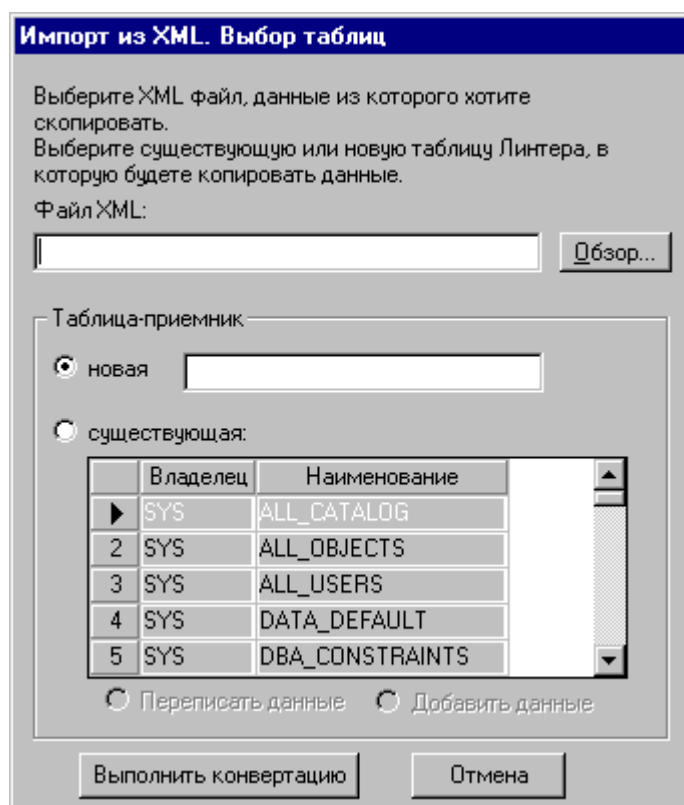 Импорт из XML. Выбор таблиц
Выберите XML файл, данные из которого хотите
скопировать.
Выберите существующую или новую таблицу Линтера, в
которую будете копировать данные.
Файл XML:
Обзор...
Таблица-приемник
новая
существующая:
Владелец Наименование
SYS ALL_CATALOG
2 SYS ALL_OBJECTS
3 SYS ALL_USERS
4 SYS DATA_DEFAULT
5 SYS DBA_CONSTRAINTS
Переписать данные Добавить данные
Выполнить конвертацию Отмена